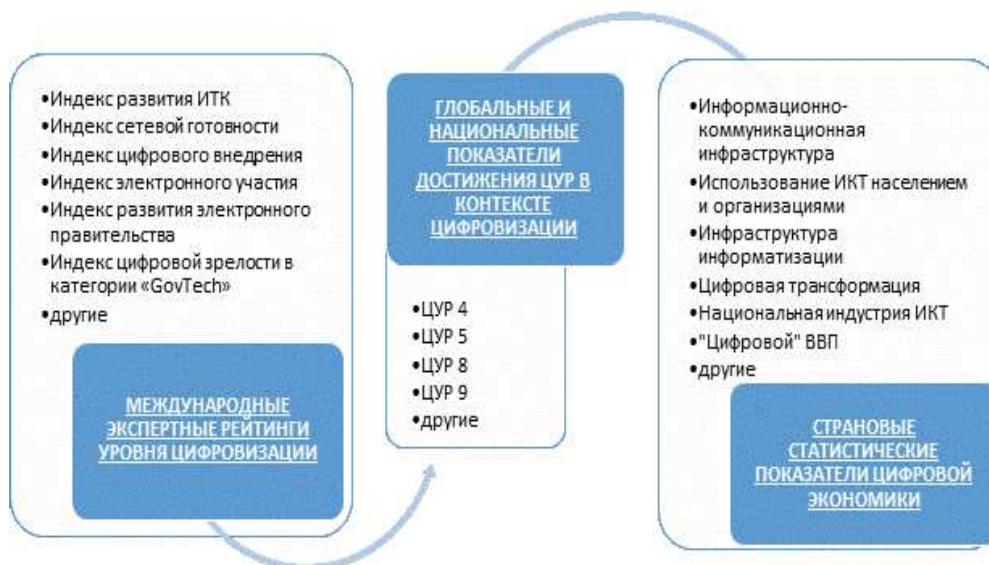 •Индекс развития ИТК
•Индекс сетевой готовности
•Индекс цифрового внедрения
•Индекс электронного участия
•Индекс развития электронного
правительства
•Индекс цифровой зрелости в
категории «GovTech»
•другие
МЕЖДУНАРОДНЫЕ
ЭКСПЕРТНЫЕ РЕЙТИНГИ
УРОВНЯ ЦИФРОВИЗАЦИИ
ГЛОБАЛЬНЫЕ И
НАЦИОНАЛЬНЫЕ
ПОКАЗАТЕЛИ
ДОСТИЖЕНИЯ ЦУР В
КОНТЕКСТЕ
ЦИФРОВИЗАЦИИ
•ЦУР 4
•ЦУР 5
•ЦУР 8
•ЦУР 9
•другие
•Информационно-
коммуникационная
инфраструктура
•Использование ИКТ населением
и организациями
•Инфраструктура
информатизации
•Цифровая трансформация
•Национальная индустрия ИКТ
•"Цифровой" ВВП
•другие
СТРАНОВЫЕ
СТАТИСТИЧЕСКИЕ
ПОКАЗАТЕЛИ ЦИФРОВОЙ
ЭКОНОМИКИ